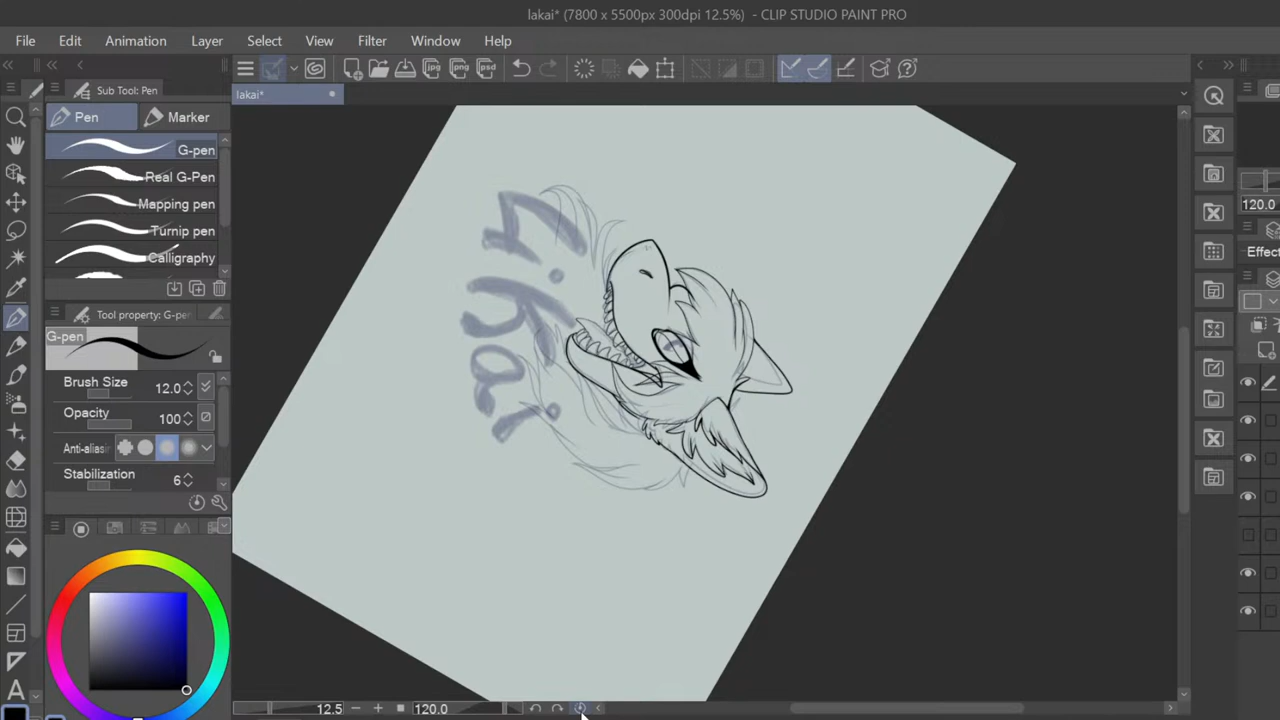 lakai* (7800 x 5500px 300dpi 12.5%) - CLIP STUDIO PAINT PRO
File Edit Animation Layer Select View Filter Window Help
Sub Tool: Pen
lakai*
Pen Marker
G-pen
Real G-Pen
Mapping pen
Turnip pen
Calligraphy
Tool property: G-pen
G-pen
Brush Size 12.0
Opacity 100
Anti-aliasin
Stabilization 6
120.0
Effect
12.5 120.0